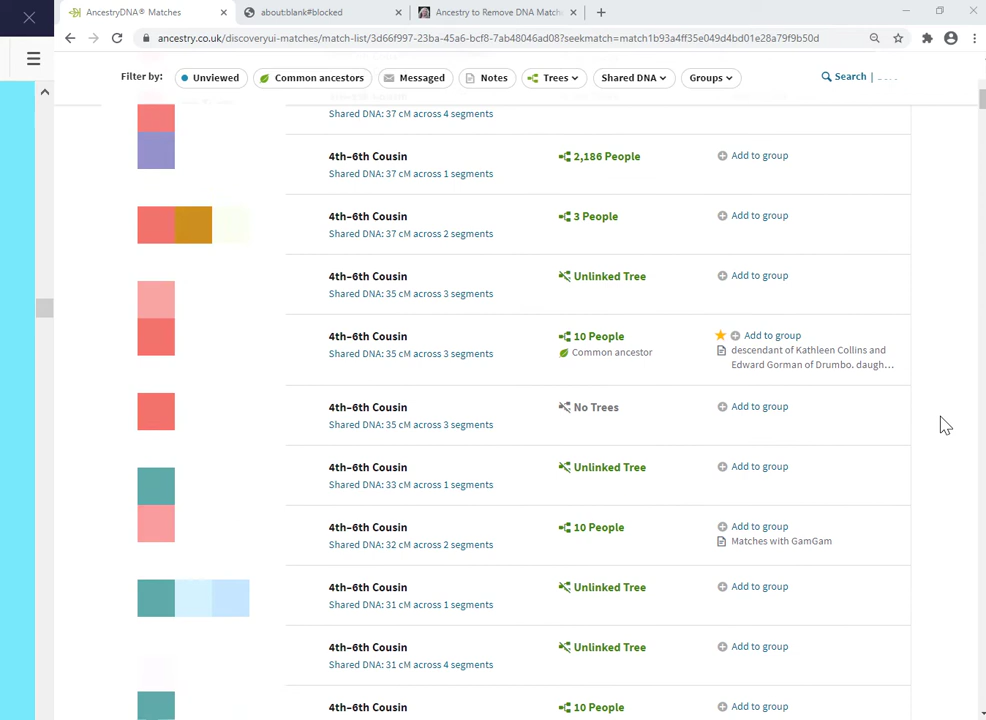 AncestryDNA® Matches
about:blank#blocked
Ancestry to Remove DNA Match
ancestry.co.uk/discoveryui-matches/match-list/3d66f997-23ba-45a6-bcf8-7ab48046ad08?seekmatch=match1b93a4ff35e049d4bd01e28a79f9b50d
Filter by: Unviewed Common ancestors Messaged Notes Trees Shared DNA Groups Search |
Shared DNA: 37 cM across 4 segments
4th–6th Cousin 2,186 People Add to group
Shared DNA: 37 cM across 1 segments
4th–6th Cousin 3 People Add to group
Shared DNA: 37 cM across 2 segments
4th–6th Cousin Unlinked Tree Add to group
Shared DNA: 35 cM across 3 segments
4th–6th Cousin 10 People Add to group
Shared DNA: 35 cM across 3 segments Common ancestor descendant of Kathleen Collins and
Edward Gorman of Drumbo. daugh...
4th–6th Cousin No Trees Add to group
Shared DNA: 35 cM across 3 segments
4th–6th Cousin Unlinked Tree Add to group
Shared DNA: 33 cM across 1 segments
4th–6th Cousin 10 People Add to group
Shared DNA: 32 cM across 2 segments Matches with GamGam
4th–6th Cousin Unlinked Tree Add to group
Shared DNA: 31 cM across 1 segments
4th–6th Cousin Unlinked Tree Add to group
Shared DNA: 31 cM across 4 segments
4th–6th Cousin 10 People Add to group